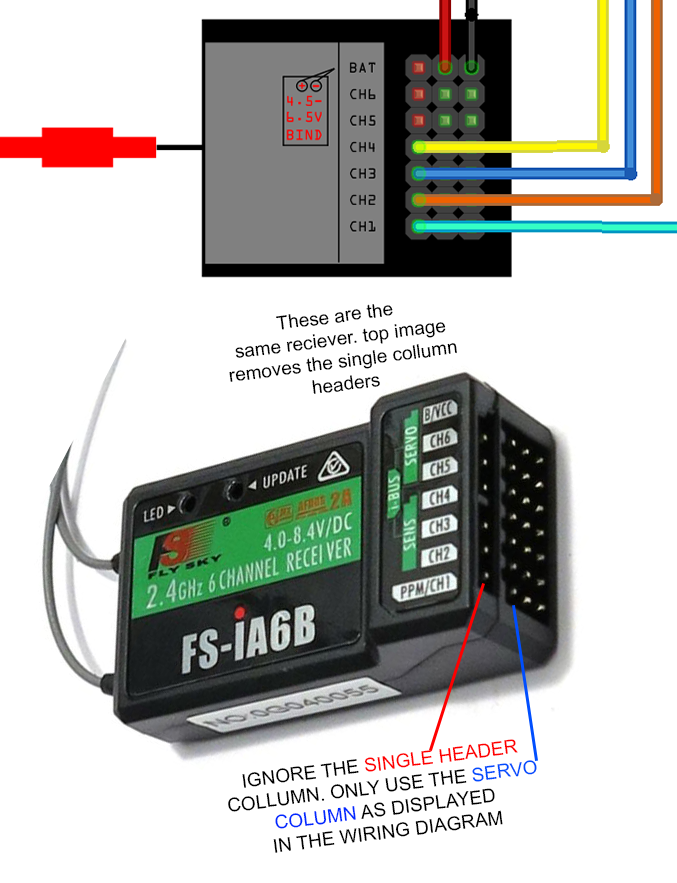 BAT
CH6
4.5-
6.5V
BIND
CH5
CH4
CH3
CH2
CH1
These are the
same reciever. top image
removes the single collumn
headers
B/VCC
CH6
CH5
CH4
CH3
CH2
PPM/CH1
SERVO
i-BUS
SENS
LED
UPDATE
2A
FLY SKY
®
4.0-8.4V/DC
2.4GHz 6 CHANNEL RECEIVER
FS-iA6B
NO:0G040055
IGNORE THE SINGLE HEADER
COLLUMN. ONLY USE THE SERVO
COLUMN AS DISPLAYED
IN THE WIRING DIAGRAM